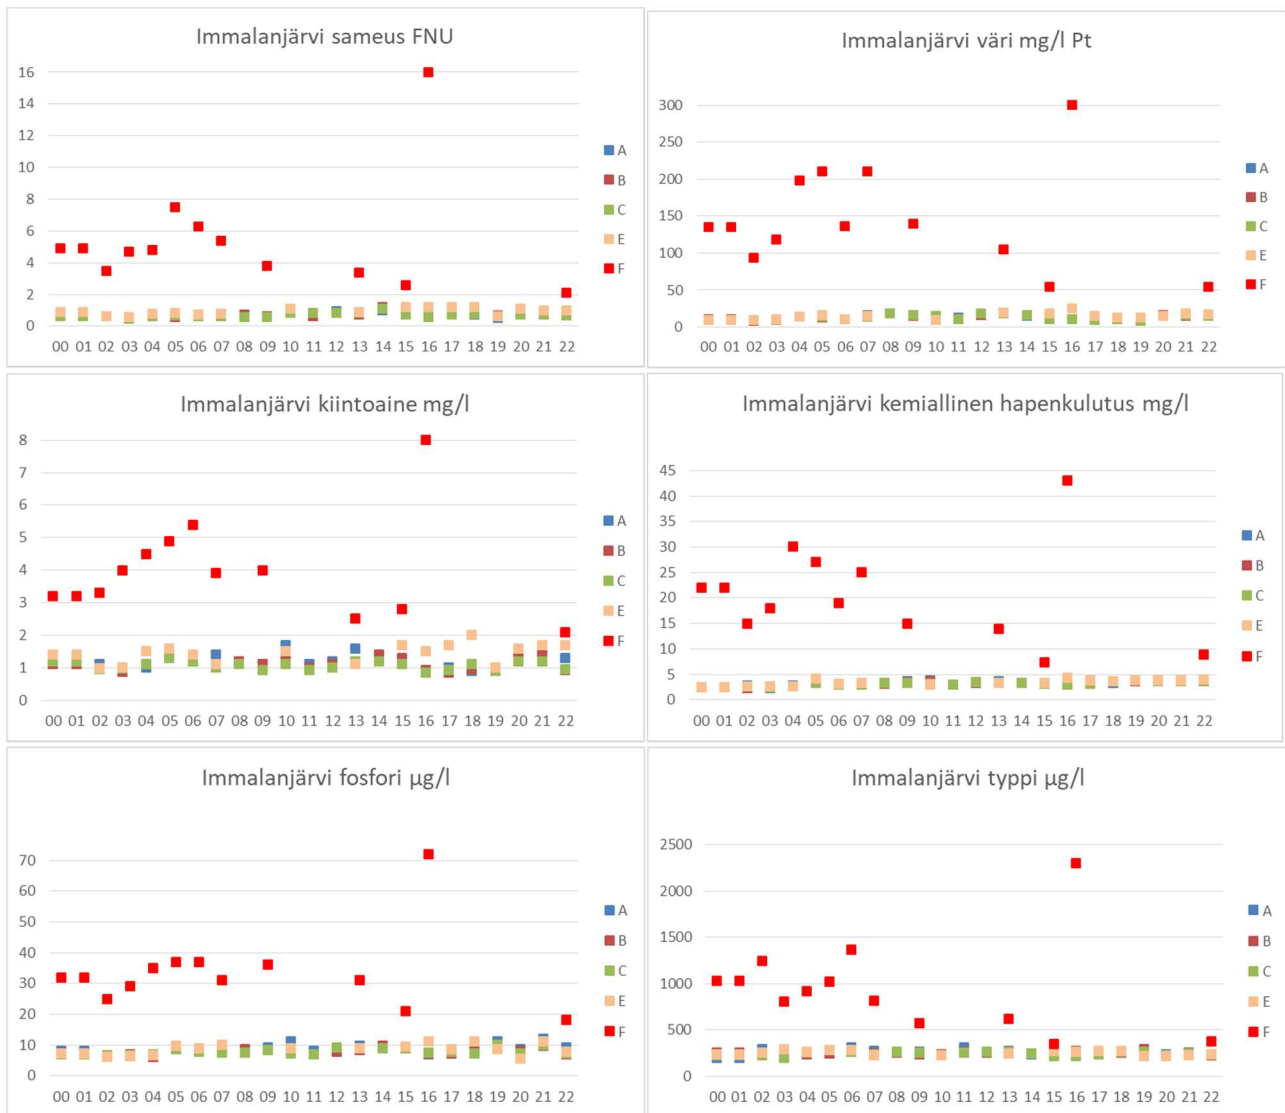 Immalanjärvi sameus FNU
16
14
12
10
8
6
4
2
0
00 01 02 03 04 05 06 07 08 09 10 11 12 13 14 15 16 17 18 19 20 21 22
A
B
C
E
F
Immalanjärvi väri mg/l Pt
300
250
200
150
100
50
0
00 01 02 03 04 05 06 07 08 09 10 11 12 13 14 15 16 17 18 19 20 21 22
A
B
C
E
F
Immalanjärvi kiintoaine mg/l
8
7
6
5
4
3
2
1
0
00 01 02 03 04 05 06 07 08 09 10 11 12 13 14 15 16 17 18 19 20 21 22
A
B
C
E
F
Immalanjärvi kemiallinen hapenkulutus mg/l
45
40
35
30
25
20
15
10
5
0
00 01 02 03 04 05 06 07 08 09 10 11 12 13 14 15 16 17 18 19 20 21 22
A
B
C
E
F
Immalanjärvi fosfori µg/l
70
60
50
40
30
20
10
0
00 01 02 03 04 05 06 07 08 09 10 11 12 13 14 15 16 17 18 19 20 21 22
A
B
C
E
F
Immalanjärvi typpi µg/l
2500
2000
1500
1000
500
0
00 01 02 03 04 05 06 07 08 09 10 11 12 13 14 15 16 17 18 19 20 21 22
A
B
C
E
F